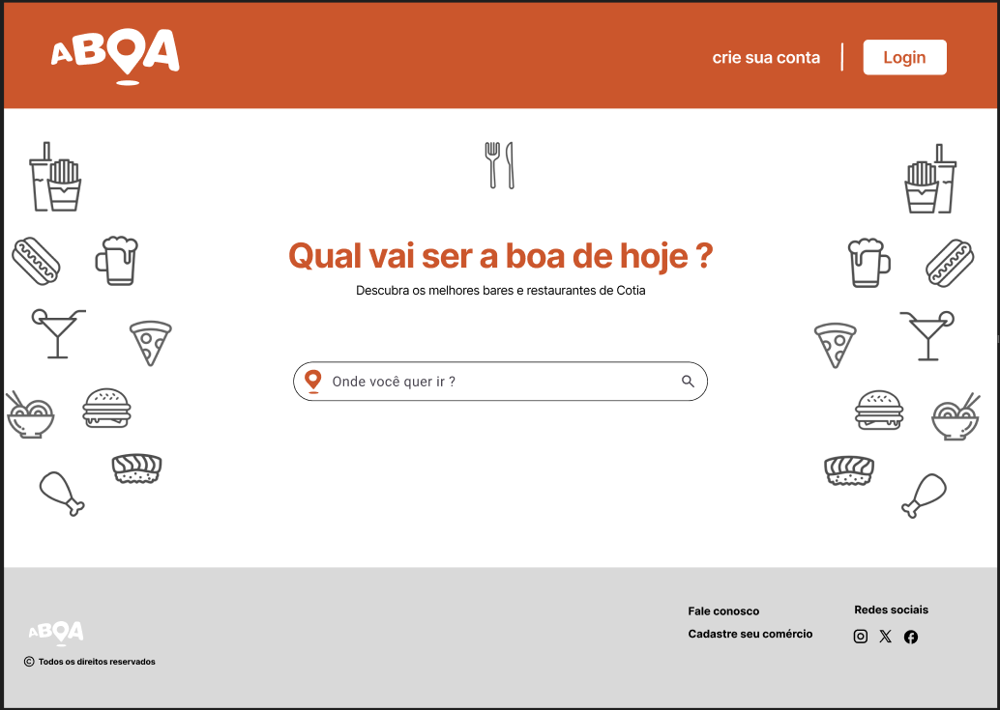 ABOA
crie sua conta
Login
Qual vai ser a boa de hoje ?
Descubra os melhores bares e restaurantes de Cotia
Onde você quer ir ?
ABOA
© Todos os direitos reservados
Fale conosco
Cadastre seu comércio
Redes sociais